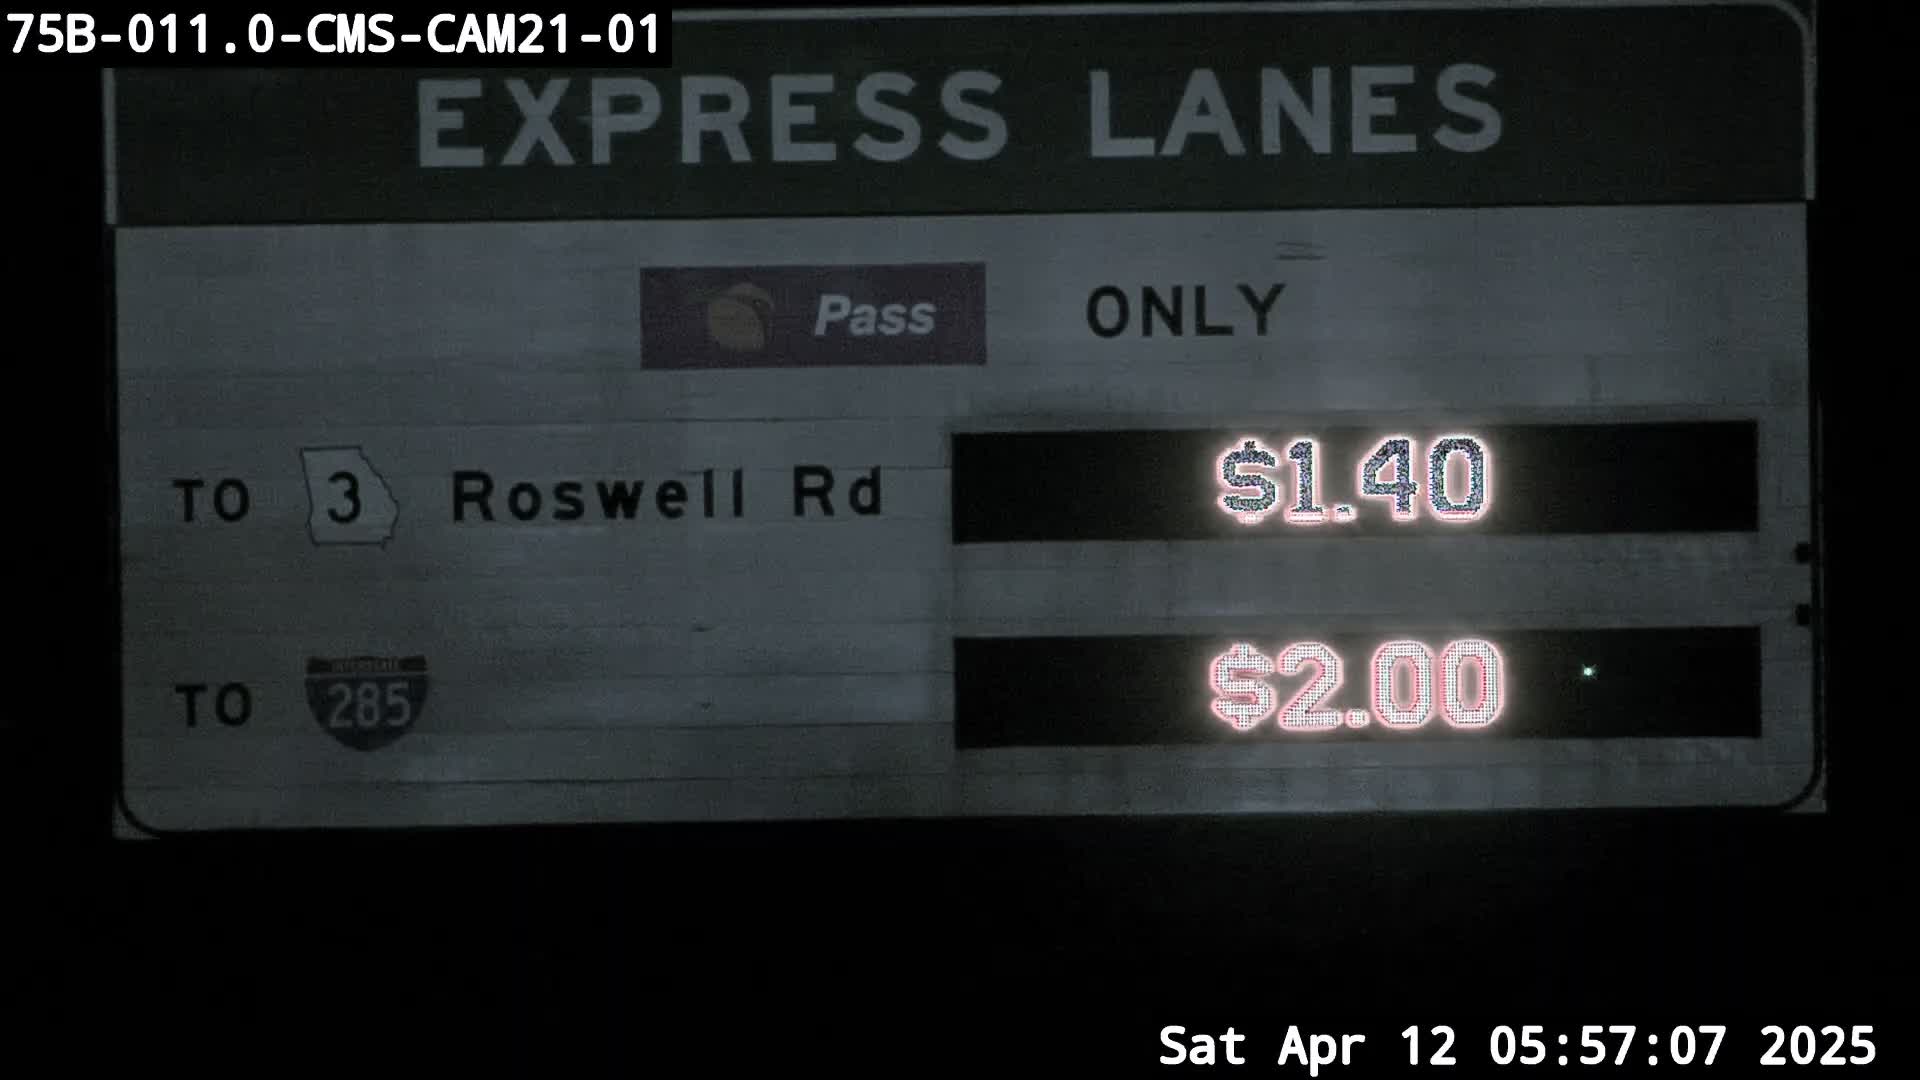 75B-011.0-CMS-CAM21-01
EXPRESS LANES
Pass ONLY
TO 3 Roswell Rd $1.40
TO INTERSTATE 285 $2.00
Sat Apr 12 05:57:07 2025